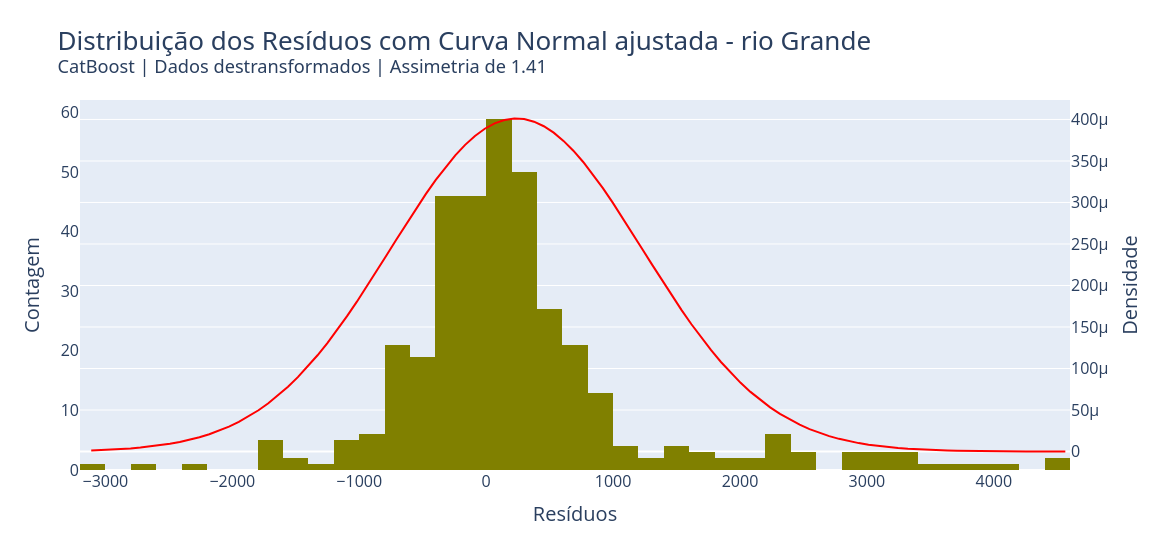 Distribuição dos Resíduos com Curva Normal ajustada - rio Grande
CatBoost | Dados destransformados | Assimetria de 1.41
60
50
40
30
20
10
0
Contagem
400μ
350μ
300μ
250μ
200μ
150μ
100μ
50μ
0
Densidade
−3000
−2000
−1000
0
1000
2000
3000
4000
Resíduos